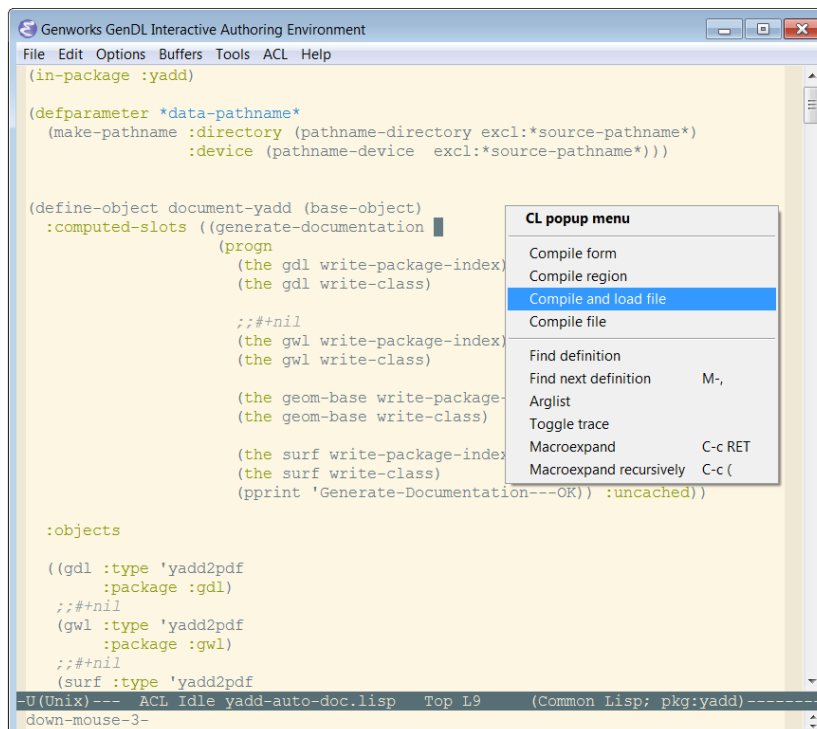 Genworks GenDL Interactive Authoring Environment
File Edit Options Buffers Tools ACL Help
(in-package :yadd)
(defparameter *data-pathname*
(make-pathname :directory (pathname-directory excl:*source-pathname*)
:device (pathname-device excl:*source-pathname*)))
(define-object document-yadd (base-object)
:computed-slots ((generate-documentation
(progn
(the gdl write-package-index)
(the gdl write-class)
;;#+nil
(the gwl write-package-index)
(the gwl write-class)
(the geom-base write-package-
(the geom-base write-class)
(the surf write-package-index
(the surf write-class)
(pprint 'Generate-Documentation---OK)) :uncached))
:objects
((gdl :type 'yadd2pdf
:package :gdl)
;;#+nil
(gwl :type 'yadd2pdf
:package :gwl)
;;#+nil
(surf :type 'yadd2pdf
CL popup menu
Compile form
Compile region
Compile and load file
Compile file
Find definition
Find next definition M-,
Arglist
Toggle trace
Macroexpand C-c RET
Macroexpand recursively C-c (
-U(Unix)--- ACL Idle yadd-auto-doc.lisp Top L9 (Common Lisp; pkg:yadd)--------
down-mouse-3-